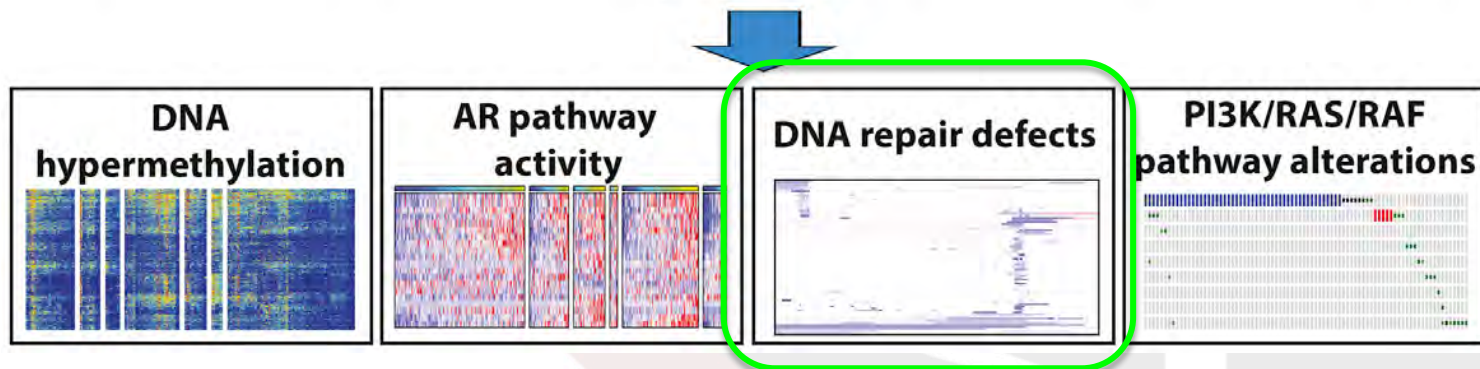 DNA
hypermethylation
AR pathway
activity
DNA repair defects
PI3K/RAS/RAF
pathway alterations